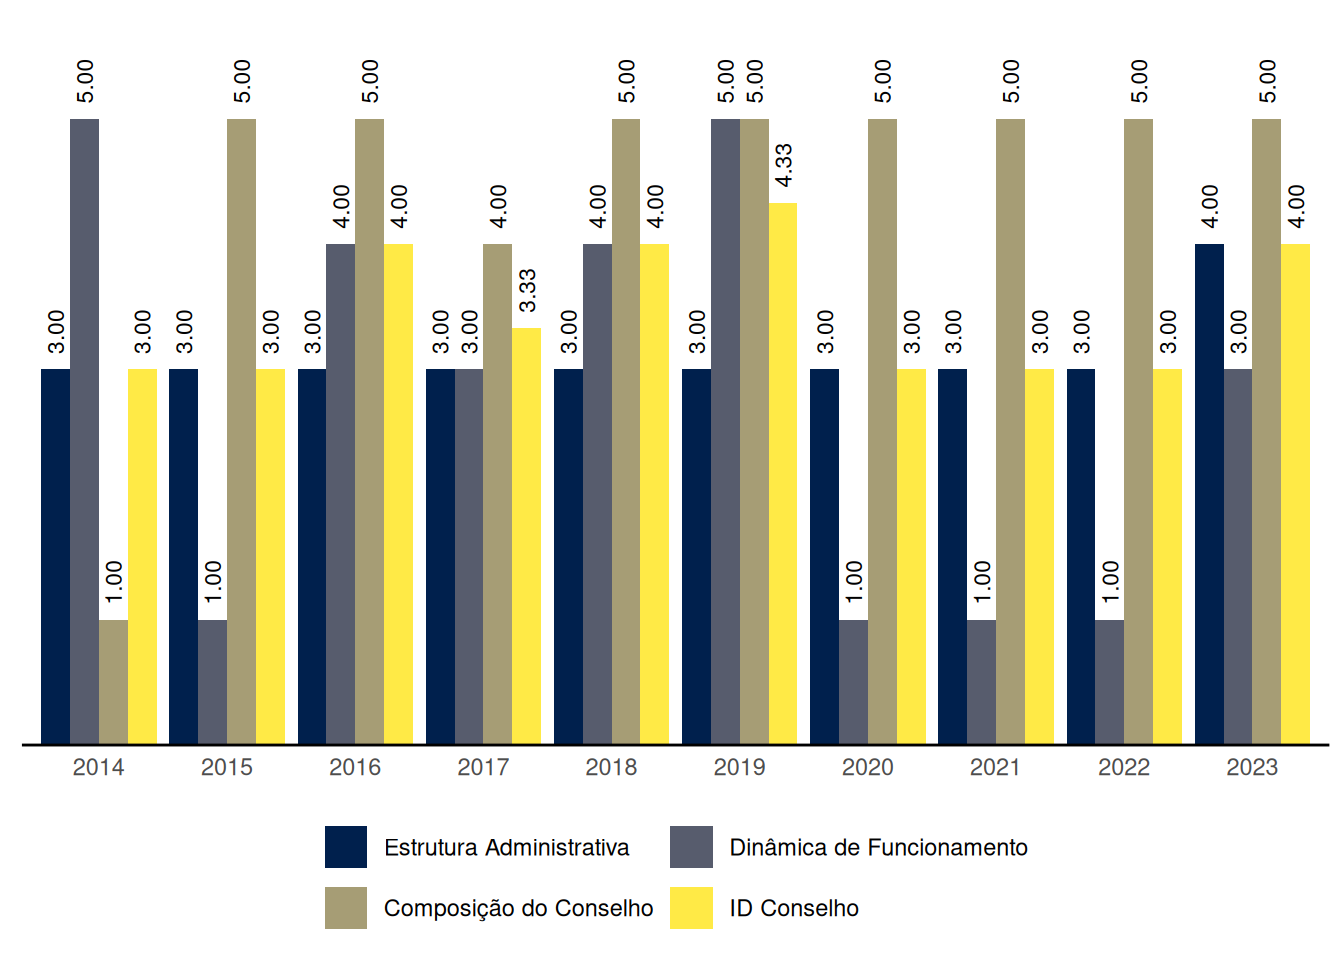 3.00 5.00 1.00 3.00 3.00 1.00 5.00 3.00 3.00 4.00 5.00 4.00 3.00 3.00 4.00 3.33 3.00 4.00 5.00 4.00 3.00 5.00 5.00 4.33 3.00 1.00 5.00 3.00 3.00 1.00 5.00 3.00 3.00 1.00 5.00 3.00 4.00 3.00 5.00 4.00
2014 2015 2016 2017 2018 2019 2020 2021 2022 2023
Estrutura Administrativa Dinâmica de Funcionamento
Composição do Conselho ID Conselho